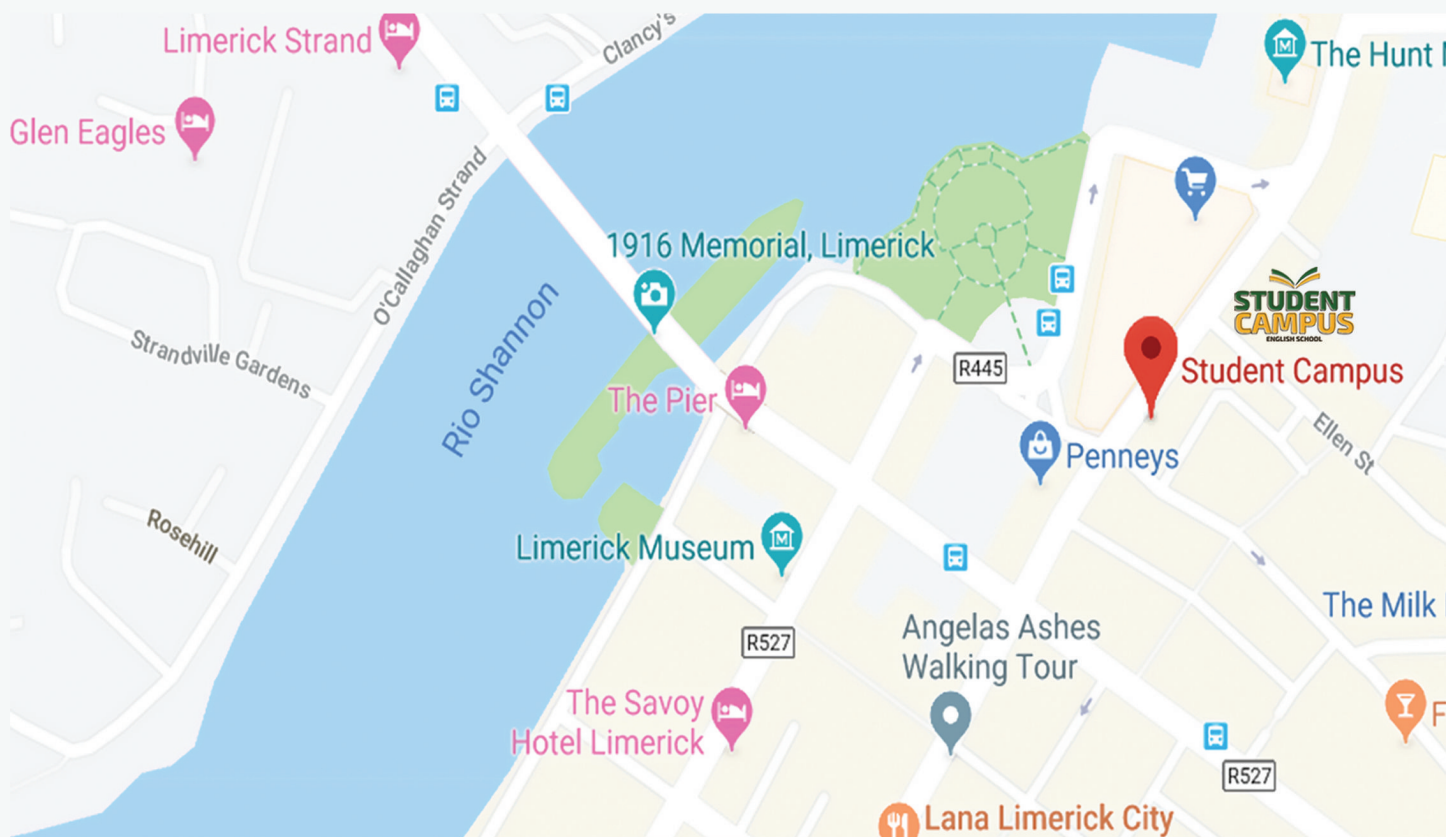 Limerick Strand
Clancy's
The Hunt
Glen Eagles
O'Callaghan Strand
1916 Memorial, Limerick
STUDENT
CAMPUS
ENGLISH SCHOOL
Rio Shannon
Strandville Gardens
R445
Student Campus
The Pier
Ellen St
Penneys
Rosehill
Limerick Museum
The Milk
R527
Angelas Ashes
Walking Tour
The Savoy
Hotel Limerick
F
R527
Lana Limerick City